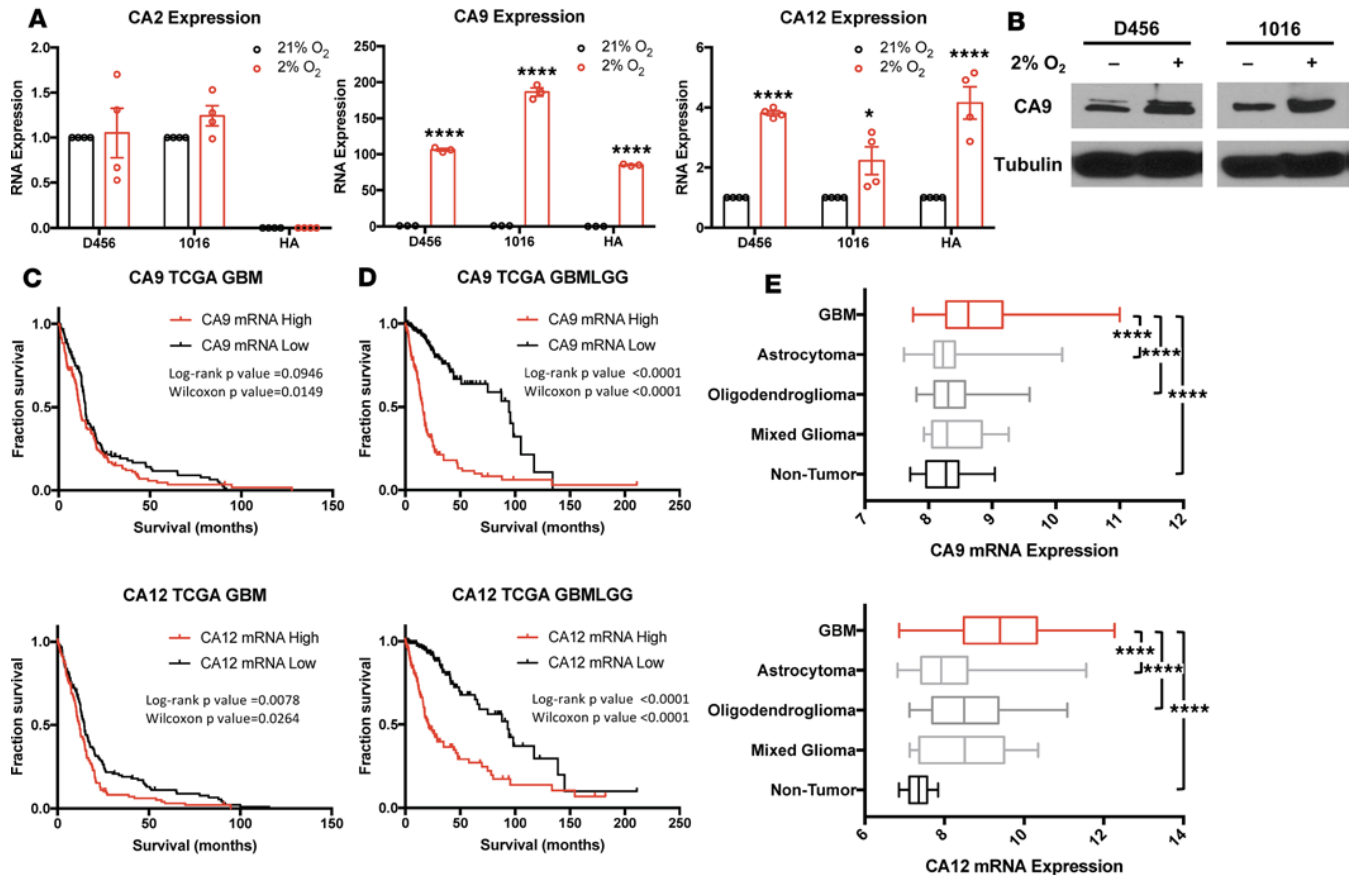 A
CA2 Expression
21% O2
2% O2
RNA Expression
2.0
1.5
1.0
0.5
0.0
D456
1016
HA
CA9 Expression
21% O2
2% O2
RNA Expression
250
200
150
100
50
0
****
****
****
D456
1016
HA
CA12 Expression
21% O2
2% O2
RNA Expression
6
4
2
0
****
*
****
D456
1016
HA
B
D456 1016
2% O2 – + – +
CA9
Tubulin
C
CA9 TCGA GBM
CA9 mRNA High
CA9 mRNA Low
Log-rank p value =0.0946
Wilcoxon p value=0.0149
Fraction survival
1.0
0.5
0.0
0 50 100 150
Survival (months)
CA12 TCGA GBM
CA12 mRNA High
CA12 mRNA Low
Log-rank p value =0.0078
Wilcoxon p value=0.0264
Fraction survival
1.0
0.5
0.0
0 50 100 150
Survival (months)
D
CA9 TCGA GBMLGG
CA9 mRNA High
CA9 mRNA Low
Log-rank p value <0.0001
Wilcoxon p value <0.0001
Fraction survival
1.0
0.5
0.0
0 50 100 150 200 250
Survival (months)
CA12 TCGA GBMLGG
CA12 mRNA High
CA12 mRNA Low
Log-rank p value <0.0001
Wilcoxon p value <0.0001
Fraction survival
1.0
0.5
0.0
0 50 100 150 200 250
Survival (months)
E
GBM
Astrocytoma
Oligodendroglioma
Mixed Glioma
Non-Tumor
****
****
****
7 8 9 10 11 12
CA9 mRNA Expression
GBM
Astrocytoma
Oligodendroglioma
Mixed Glioma
Non-Tumor
****
****
****
6 8 10 12 14
CA12 mRNA Expression